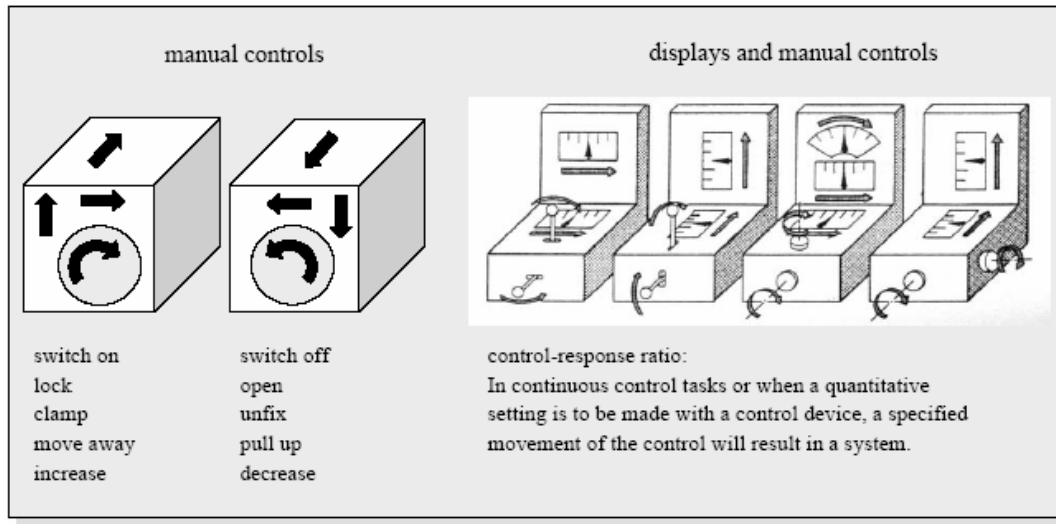 manual controls
displays and manual controls
switch on
lock
clamp
move away
increase
switch off
open
unfix
pull up
decrease
control-response ratio:
In continuous control tasks or when a quantitative
setting is to be made with a control device, a specified
movement of the control will result in a system.